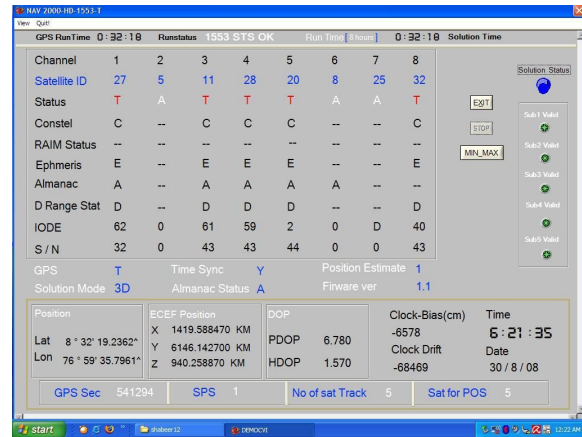 NAV 2000-HD-1553-T
View Quit!
GPS RunTime 0:32:18 Runstatus 1553 STS OK Run Time[8 hours] 0:32:18 Solution Time
Channel 1 2 3 4 5 6 7 8
Satellite ID 27 5 11 28 20 8 25 32
Status T A T T T A A T
Constel C -- C C C -- -- C
RAIM Status -- -- -- -- -- -- -- --
Ephmeris E -- E E E -- -- E
Almanac A -- A A A A -- --
D Range Stat D -- D D D -- -- D
IODE 62 0 61 59 2 0 D 40
S / N 32 0 43 43 44 0 0 43
Solution Status
EXIT
STOP
MIN_MAX
Sub1 Valid
Sub2 Valid
Sub3 Valid
Sub4 Valid
Sub5 Valid
GPS T Time Sync Y Position Estimate 1
Solution Mode 3D Almanac Status A Firware ver 1.1
Position ECEF Position DOP Clock-Bias(cm) Time
X 1419.588470 KM -6578 6:21:35
Lat 8 ° 32' 19.2362^ Y 6146.142700 KM PDOP 6.780 Clock Drift Date
Lon 76 ° 59' 35.7961^ Z 940.258870 KM HDOP 1.570 -68469 30 / 8 / 08
GPS Sec 541294 SPS 1 No of sat Track 5 Sat for POS 5
start shabeer12 DEMOCVI 12:22 AM